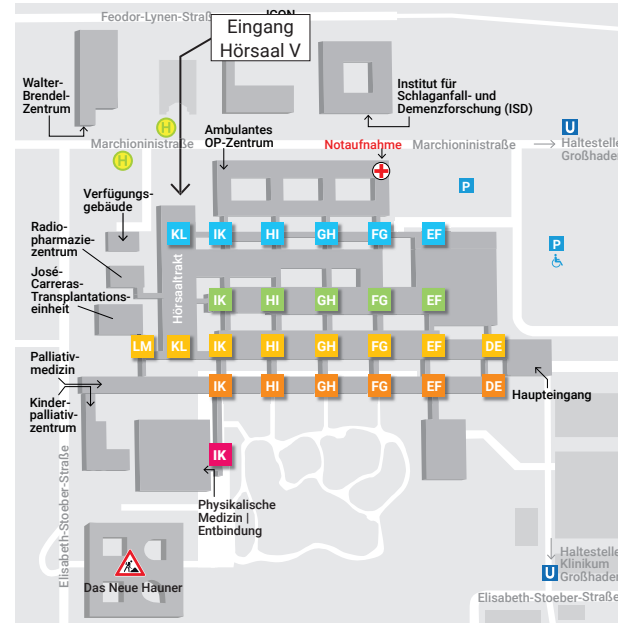 Feodor-Lynen-Straße
ICON
Eingang
Hörsaal V
Walter-
Brendel-
Zentrum
Institut für
Schlaganfall- und
Demenzforschung (ISD)
H
Marchioninistraße
H
Ambulantes
OP-Zentrum
Notaufnahme
Marchioninistraße
U
Haltestelle
Großhadern
P
P
Verfügungs-
gebäude
Radio-
pharmazie-
zentrum
José-
Carreras-
Transplantations-
einheit
Hörsaaltrakt
KL IK HI GH FG EF
IK HI GH FG EF
LM KL IK HI GH FG EF DE
IK HI GH FG EF DE
Palliativ-
medizin
Kinder-
palliativ-
zentrum
Haupteingang
IK
Physikalische
Medizin |
Entbindung
Elisabeth-Stoeber-Straße
Das Neue Hauner
U
Haltestelle
Klinikum
Großhadern
Elisabeth-Stoeber-Straße